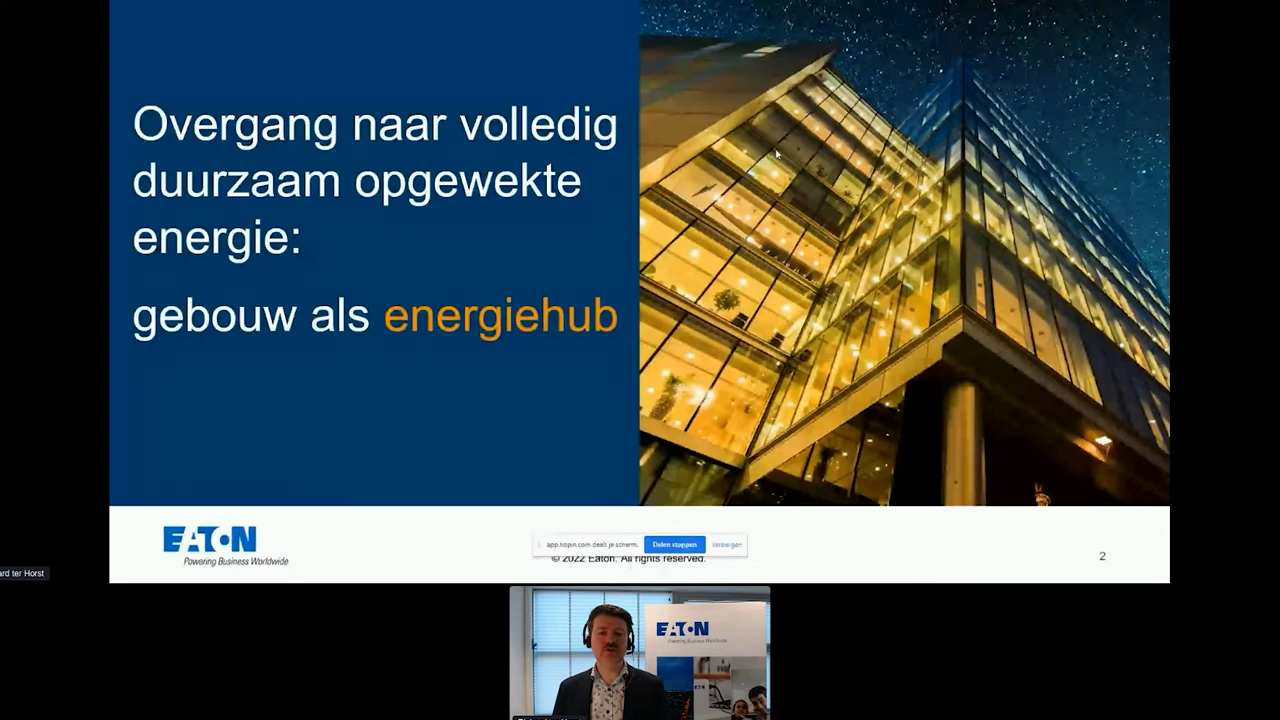 Overgang naar volledig
duurzaam opgewekte
energie:
gebouw als energiehub
EATON
Powering Business Worldwide
app.hopin.com deelt je scherm.
Delen stoppen
Verbergen
© 2022 Eaton. All rights reserved.
2
ard ter Horst
EATON
Powering Business Worldwide